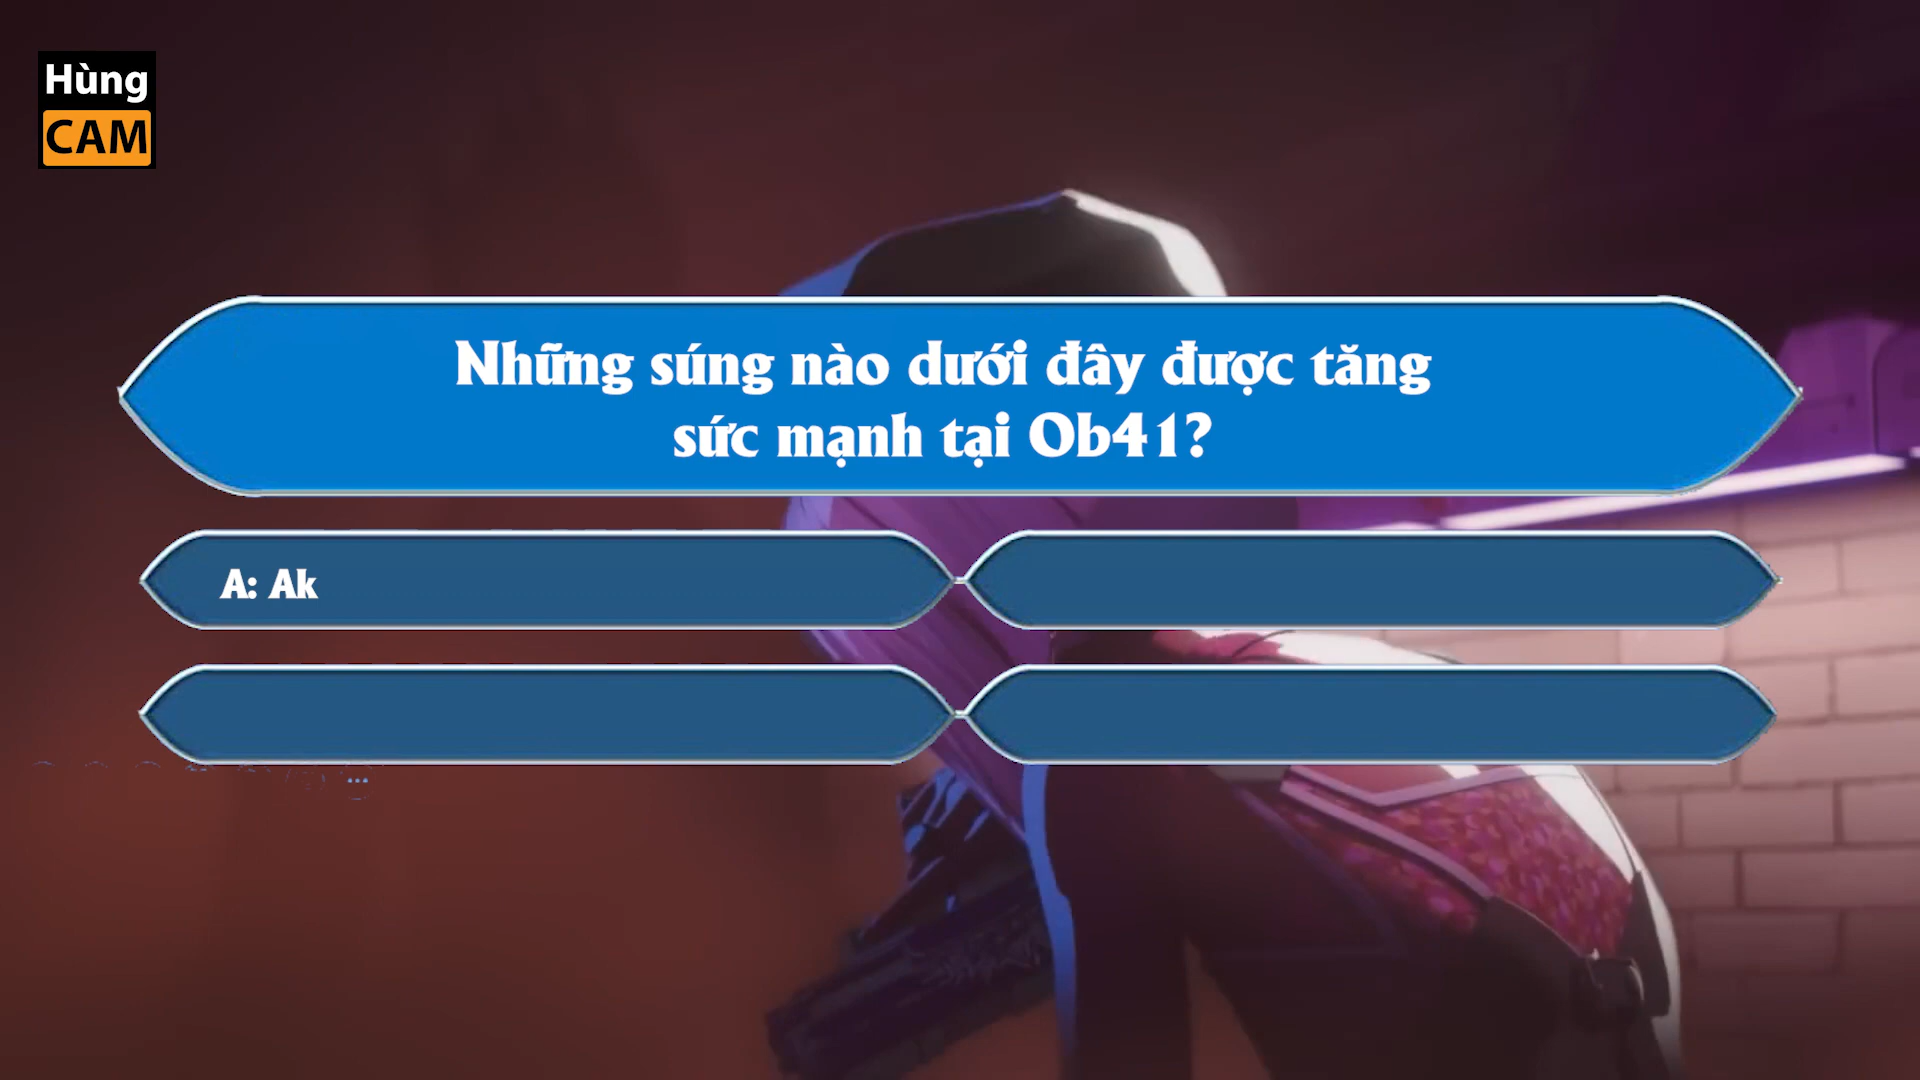 Hùng
CAM
Những súng nào dưới đây được tăng
sức mạnh tại Ob41?
A: Ak